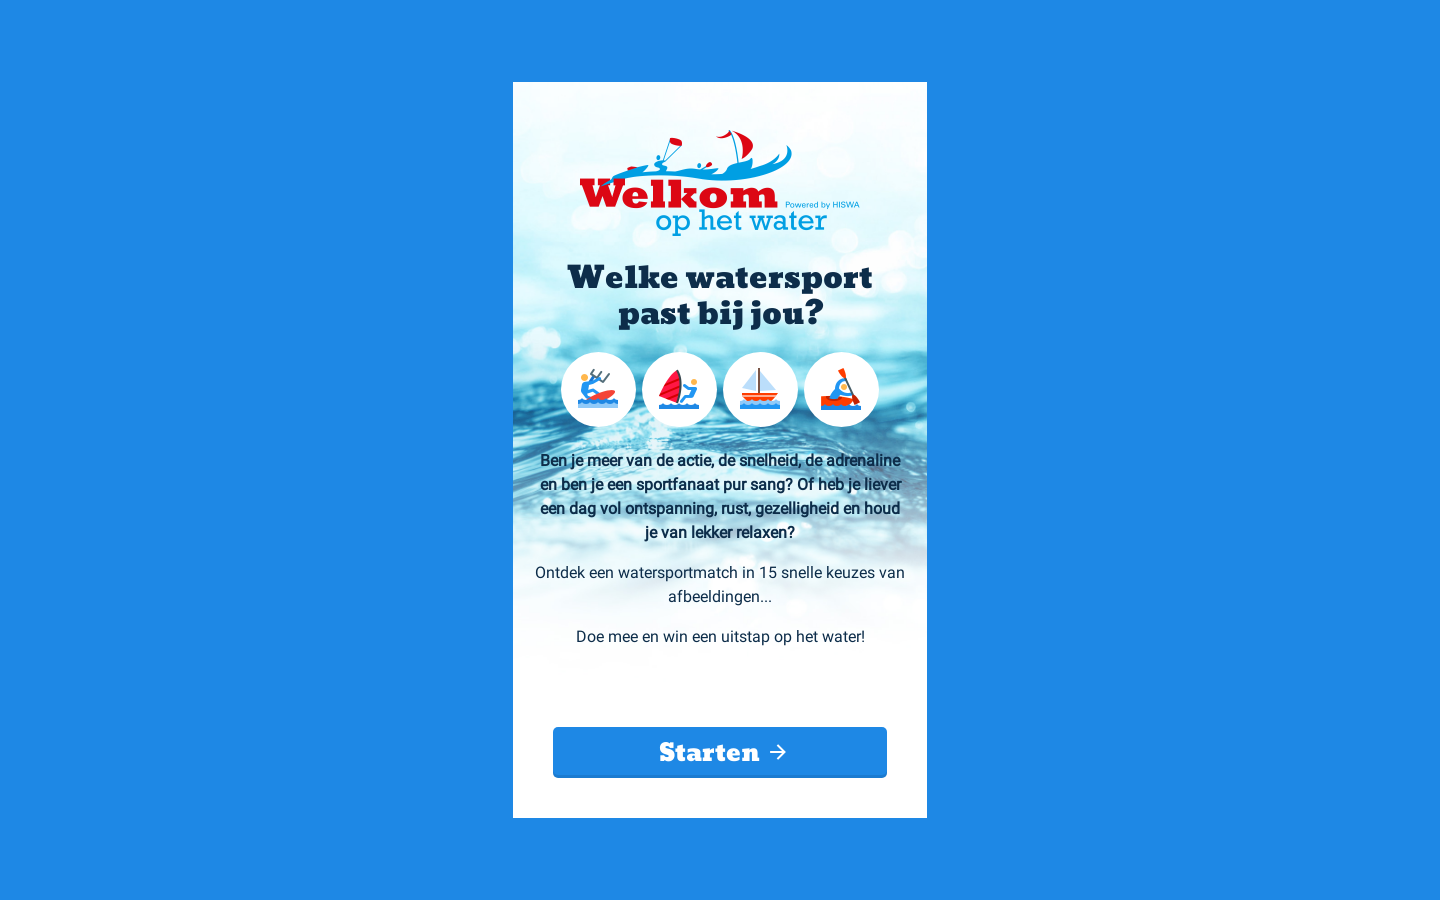 Welkom
Powered by HISWA
op het water
Welke watersport
past bij jou?
Ben je meer van de actie, de snelheid, de adrenaline
en ben je een sportfanaat pur sang? Of heb je liever
een dag vol ontspanning, rust, gezelligheid en houd
je van lekker relaxen?
Ontdek een watersportmatch in 15 snelle keuzes van
afbeeldingen...
Doe mee en win een uitstap op het water!
Starten →